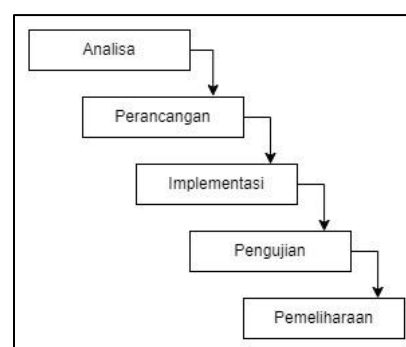 Analisa
Perancangan
Implementasi
Pengujian
Pemeliharaan